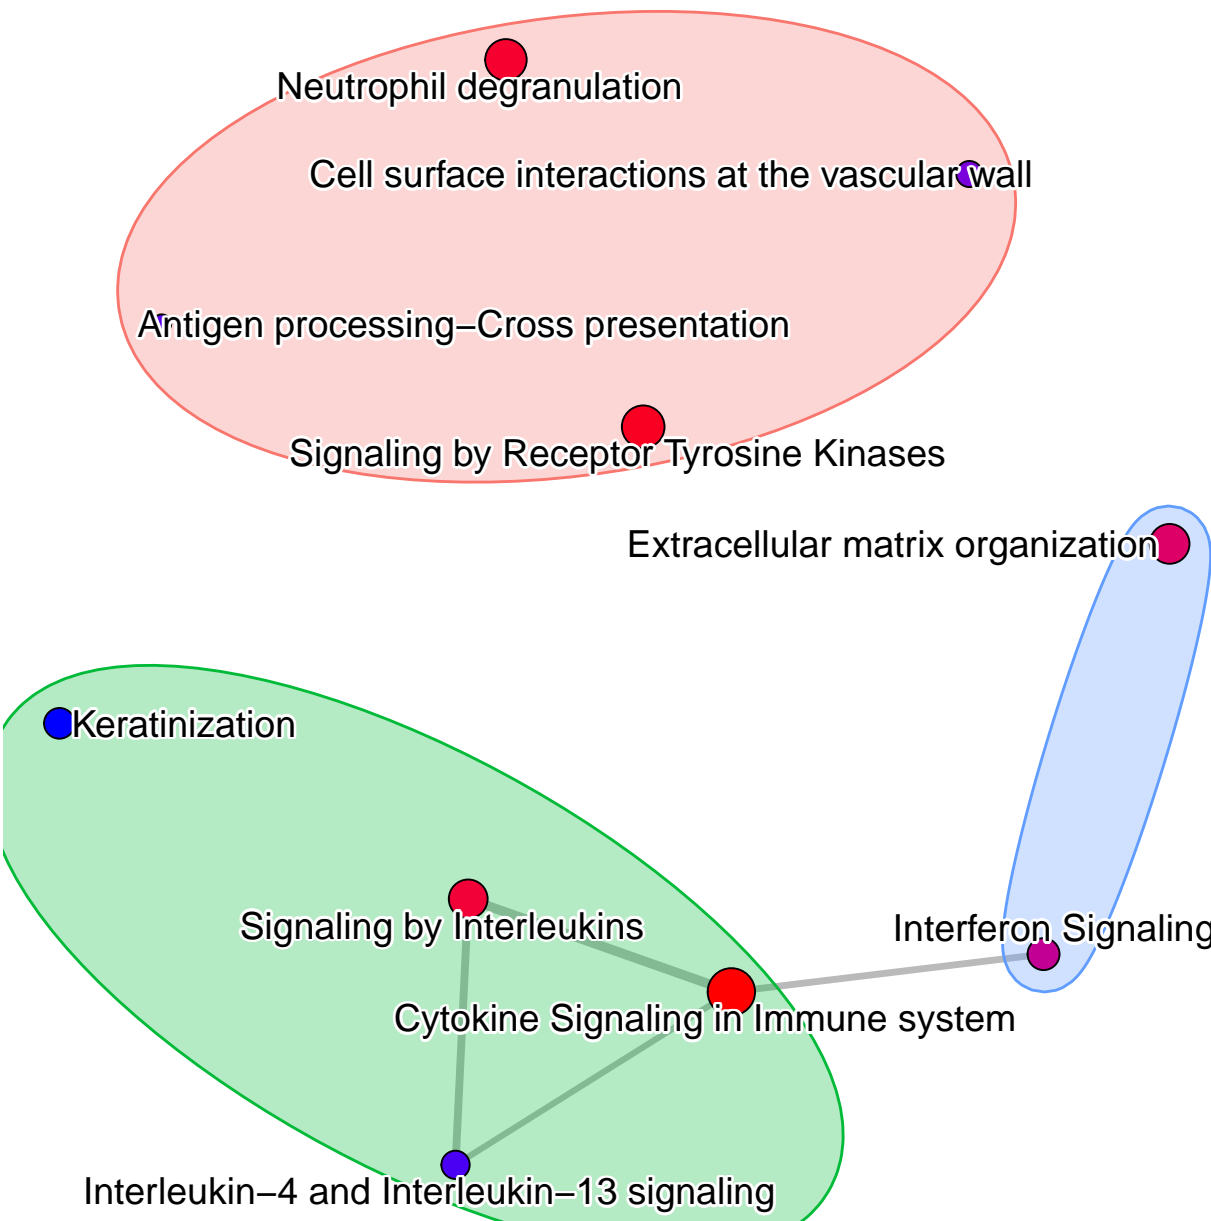 Neutrophil degranulation
Cell surface interactions at the vascular wall
Antigen processing–Cross presentation
Signaling by Receptor Tyrosine Kinases
Extracellular matrix organization
Keratinization
Signaling by Interleukins
Interferon Signaling
Cytokine Signaling in Immune system
Interleukin–4 and Interleukin–13 signaling